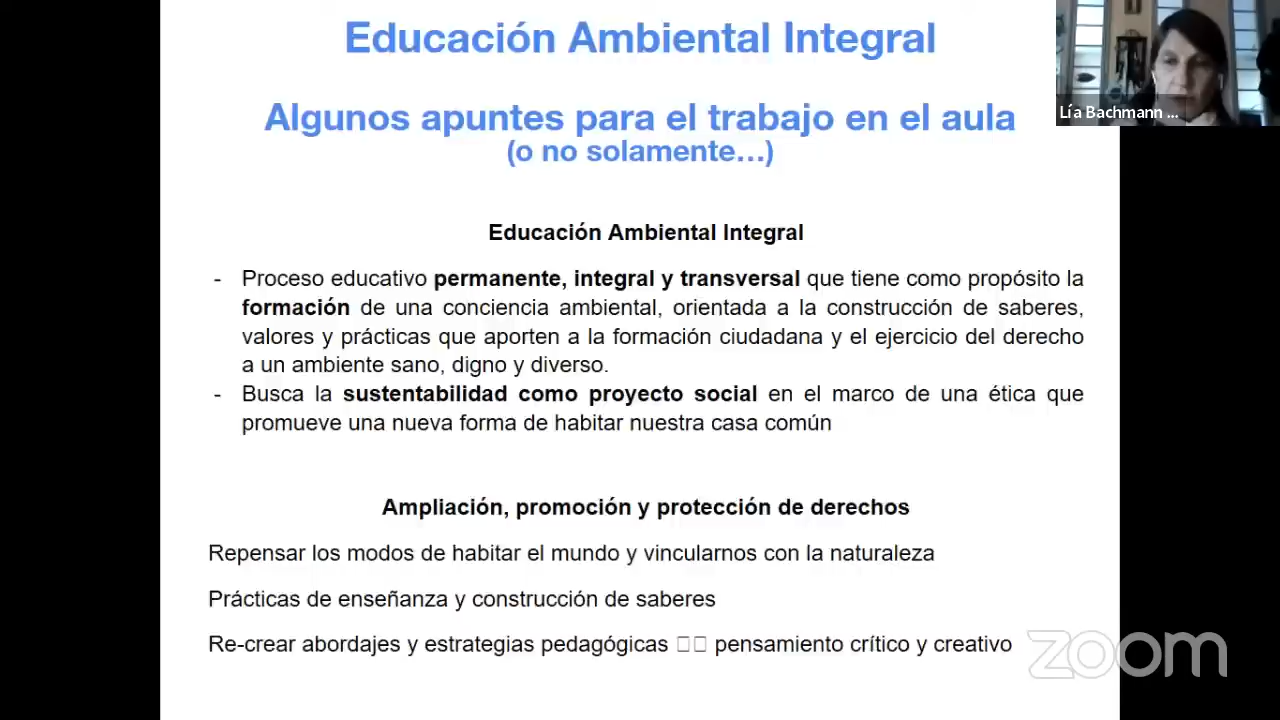 Educación Ambiental Integral
Algunos apuntes para el trabajo en el aula
(o no solamente...)
Lía Bachmann ...
Educación Ambiental Integral
- Proceso educativo permanente, integral y transversal que tiene como propósito la
formación de una conciencia ambiental, orientada a la construcción de saberes,
valores y prácticas que aporten a la formación ciudadana y el ejercicio del derecho
a un ambiente sano, digno y diverso.
- Busca la sustentabilidad como proyecto social en el marco de una ética que
promueve una nueva forma de habitar nuestra casa común
Ampliación, promoción y protección de derechos
Repensar los modos de habitar el mundo y vincularnos con la naturaleza
Prácticas de enseñanza y construcción de saberes
Re-crear abordajes y estrategias pedagógicas □□ pensamiento crítico y creativo
zoom